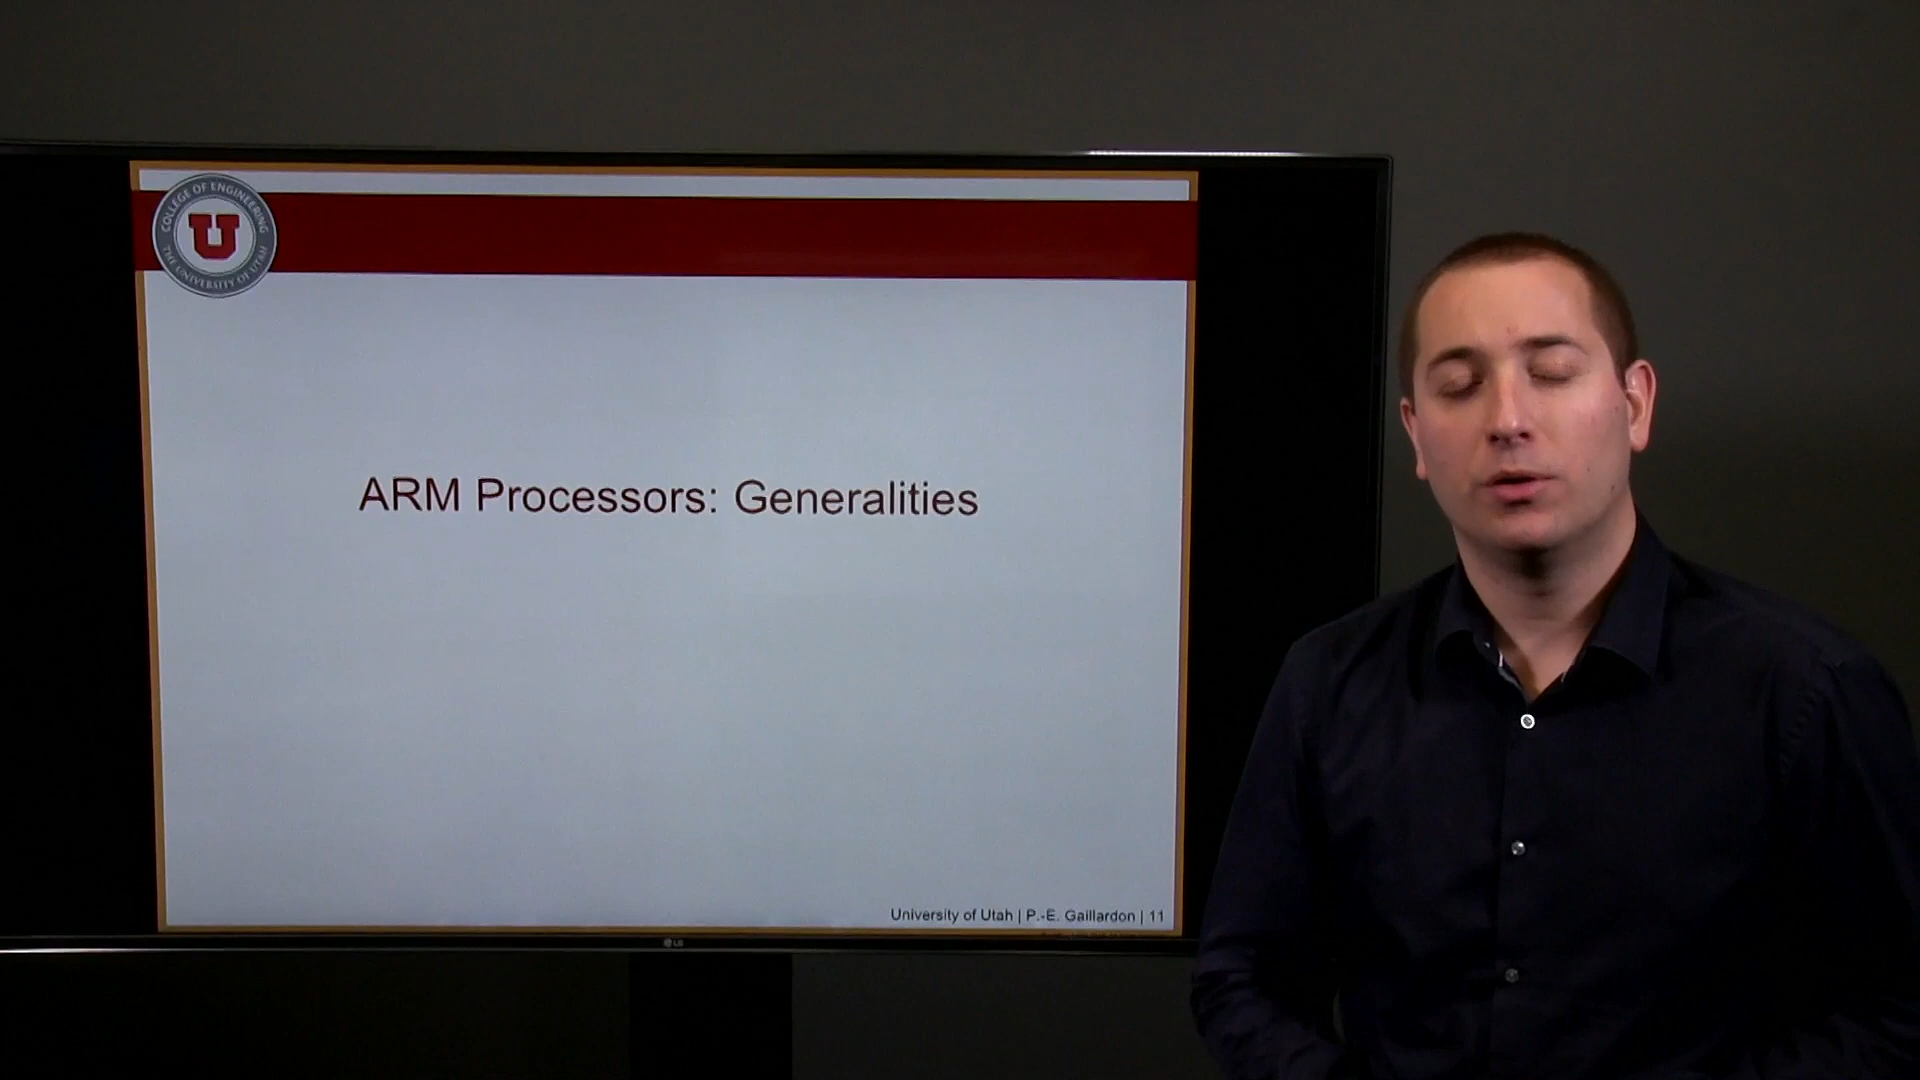 COLLEGE OF ENGINEERING
THE UNIVERSITY OF UTAH
U
ARM Processors: Generalities
University of Utah | P.-E. Gaillardon | 11
LG